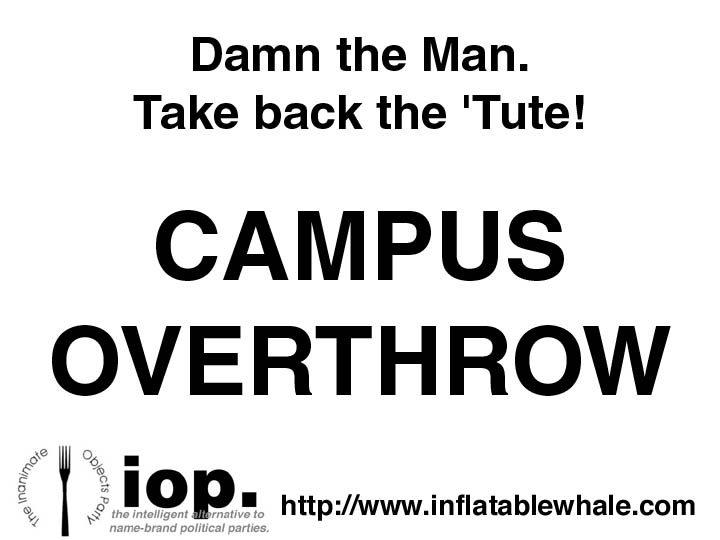 Damn the Man.
Take back the 'Tute!
CAMPUS
OVERTHROW
The Inanimate
Objects Party
iop.
the intelligent alternative to
name-brand political parties.
http://www.inflatablewhale.com